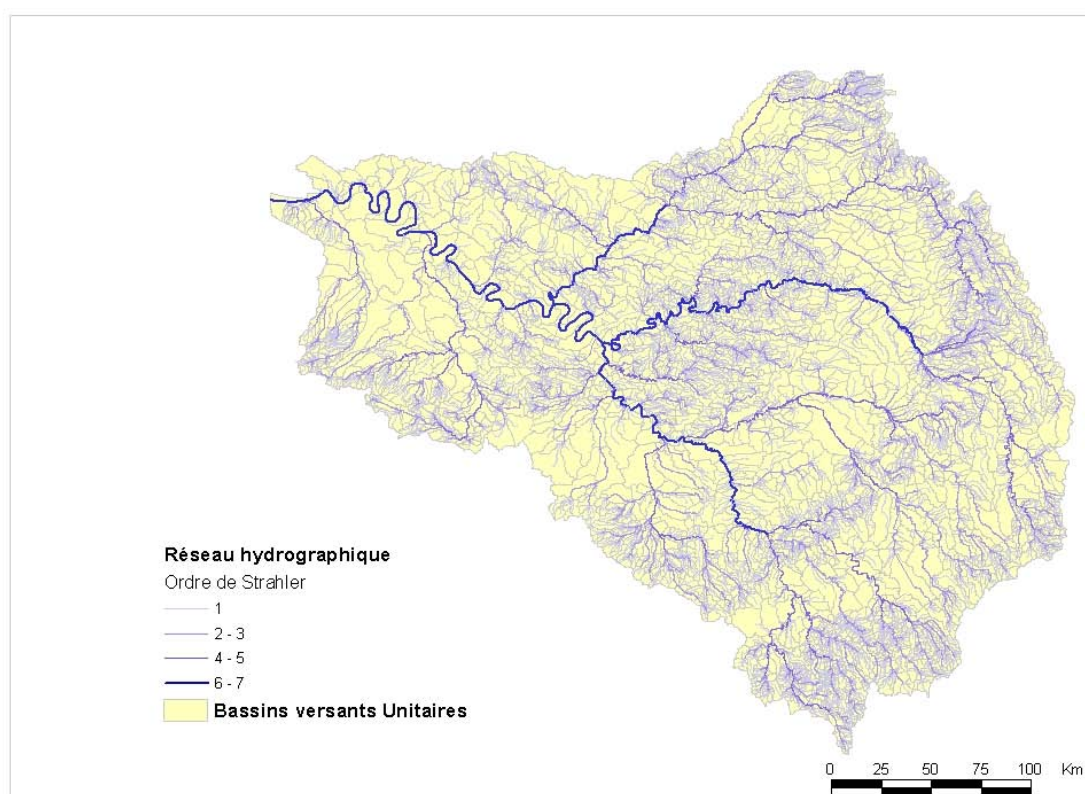 Réseau hydrographique
Ordre de Strahler
1
2 - 3
4 - 5
6 - 7
Bassins versants Unitaires
0 25 50 75 100 Km